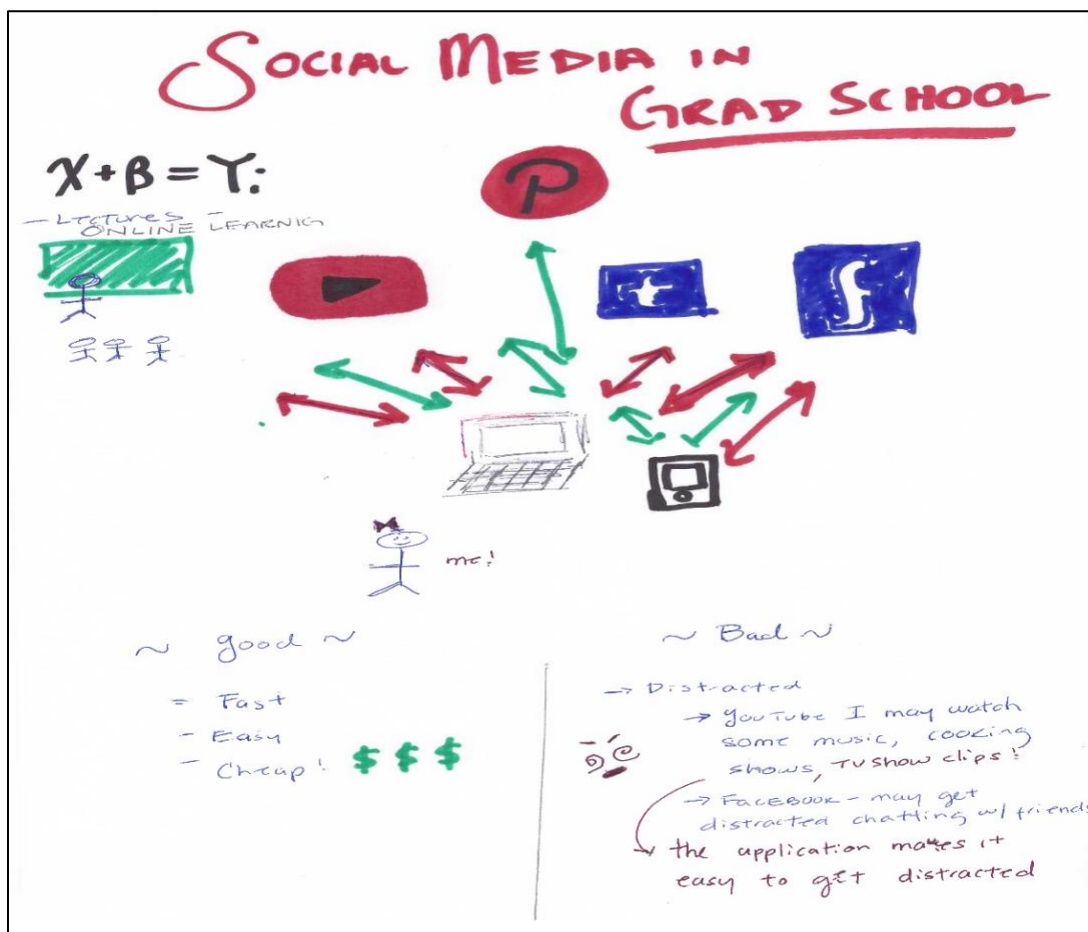 SOCIAL MEDIA IN
GRAD SCHOOL
X+β=Y:
- LECTURES -
ONLINE LEARNIG
P
t
f
me!
~ good ~
= Fast
- Easy
- Cheap! $ $ $
~ Bad ~
→ Distracted
→ YouTube I may watch
some music, cooking
shows, TV show clips!
→ FACEBOOK - may get
distracted chatting w/ friends
the application makes it
easy to get distracted